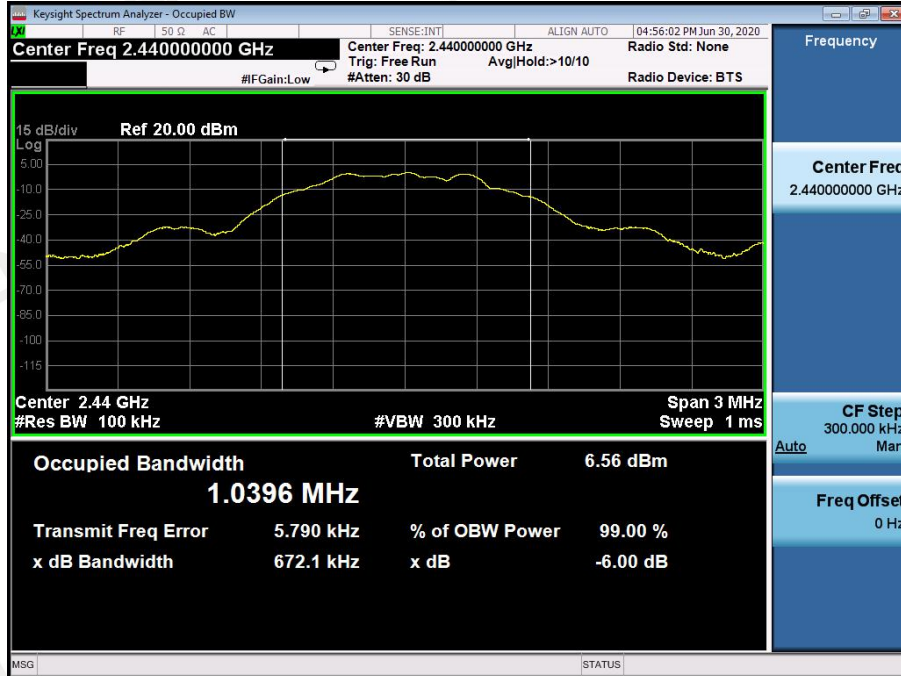 Keysight Spectrum Analyzer - Occupied BW
LXI RF 50 Ω AC SENSE:INT ALIGN AUTO 04:56:02 PM Jun 30, 2020
Center Freq 2.440000000 GHz
Center Freq: 2.440000000 GHz
Radio Std: None
Trig: Free Run Avg|Hold:>10/10
#IFGain:Low
#Atten: 30 dB
Radio Device: BTS
15 dB/div Ref 20.00 dBm
Log
5.00
-10.0
-25.0
-40.0
-55.0
-70.0
-85.0
-100
-115
Center 2.44 GHz Span 3 MHz
#Res BW 100 kHz #VBW 300 kHz Sweep 1 ms
Occupied Bandwidth Total Power 6.56 dBm
1.0396 MHz
Transmit Freq Error 5.790 kHz % of OBW Power 99.00 %
x dB Bandwidth 672.1 kHz x dB -6.00 dB
MSG STATUS
Frequency
Center Freq
2.440000000 GHz
CF Step
300.000 kHz
Auto Man
Freq Offset
0 Hz